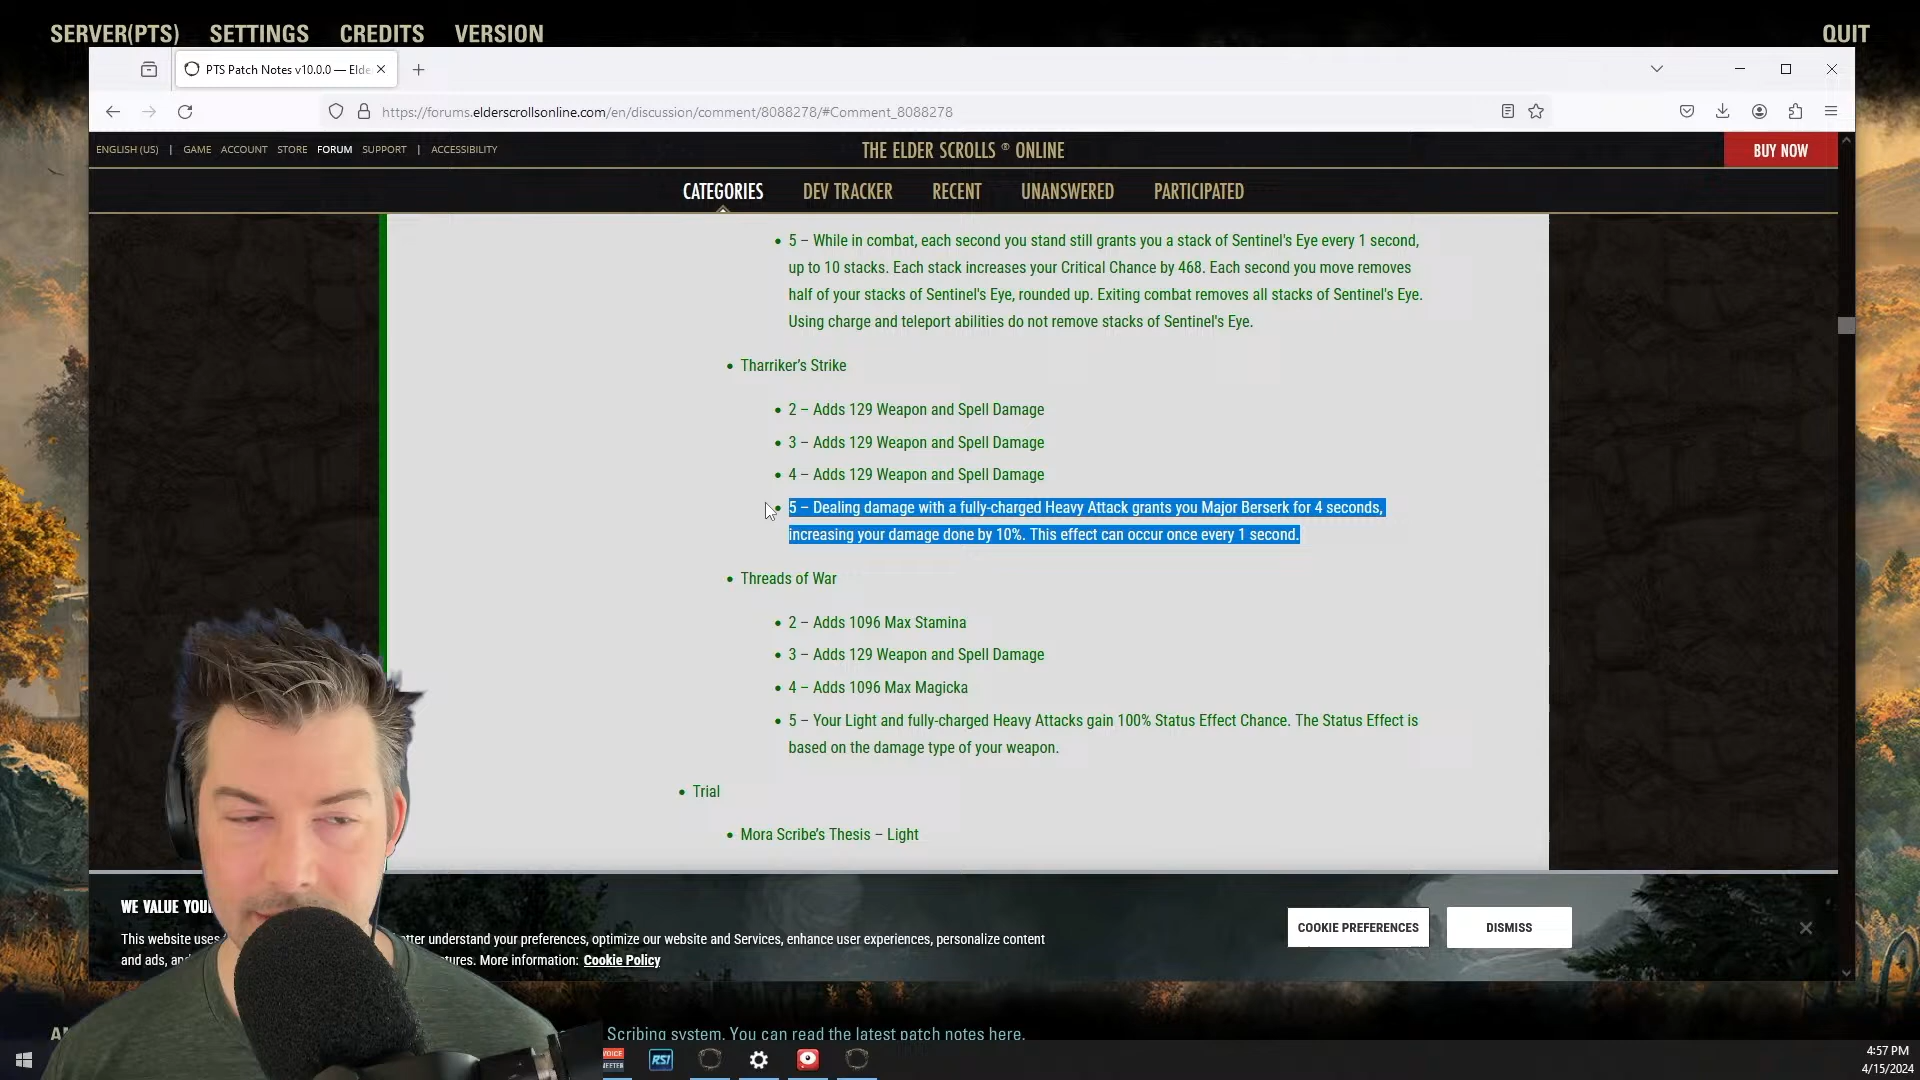 SERVER(PTS) SETTINGS CREDITS VERSION QUIT
PTS Patch Notes v10.0.0 — Elde
https://forums.elderscrollsonline.com/en/discussion/comment/8088278/#Comment_8088278
ENGLISH (US) | GAME ACCOUNT STORE FORUM SUPPORT | ACCESSIBILITY
THE ELDER SCROLLS ® ONLINE
BUY NOW
CATEGORIES DEV TRACKER RECENT UNANSWERED PARTICIPATED
5 – While in combat, each second you stand still grants you a stack of Sentinel's Eye every 1 second,
up to 10 stacks. Each stack increases your Critical Chance by 468. Each second you move removes
half of your stacks of Sentinel's Eye, rounded up. Exiting combat removes all stacks of Sentinel's Eye.
Using charge and teleport abilities do not remove stacks of Sentinel's Eye.
Tharriker’s Strike
2 – Adds 129 Weapon and Spell Damage
3 – Adds 129 Weapon and Spell Damage
4 – Adds 129 Weapon and Spell Damage
5 – Dealing damage with a fully-charged Heavy Attack grants you Major Berserk for 4 seconds,
increasing your damage done by 10%. This effect can occur once every 1 second.
Threads of War
2 – Adds 1096 Max Stamina
3 – Adds 129 Weapon and Spell Damage
4 – Adds 1096 Max Magicka
5 – Your Light and fully-charged Heavy Attacks gain 100% Status Effect Chance. The Status Effect is
based on the damage type of your weapon.
Trial
Mora Scribe’s Thesis – Light
WE VALUE YOUR
This website uses understand your preferences, optimize our website and Services, enhance user experiences, personalize content
and ads, More information: Cookie Policy
COOKIE PREFERENCES
DISMISS
Scribing system. You can read the latest patch notes here.
VOICE
MEETER
RSI
4:57 PM
4/15/2024